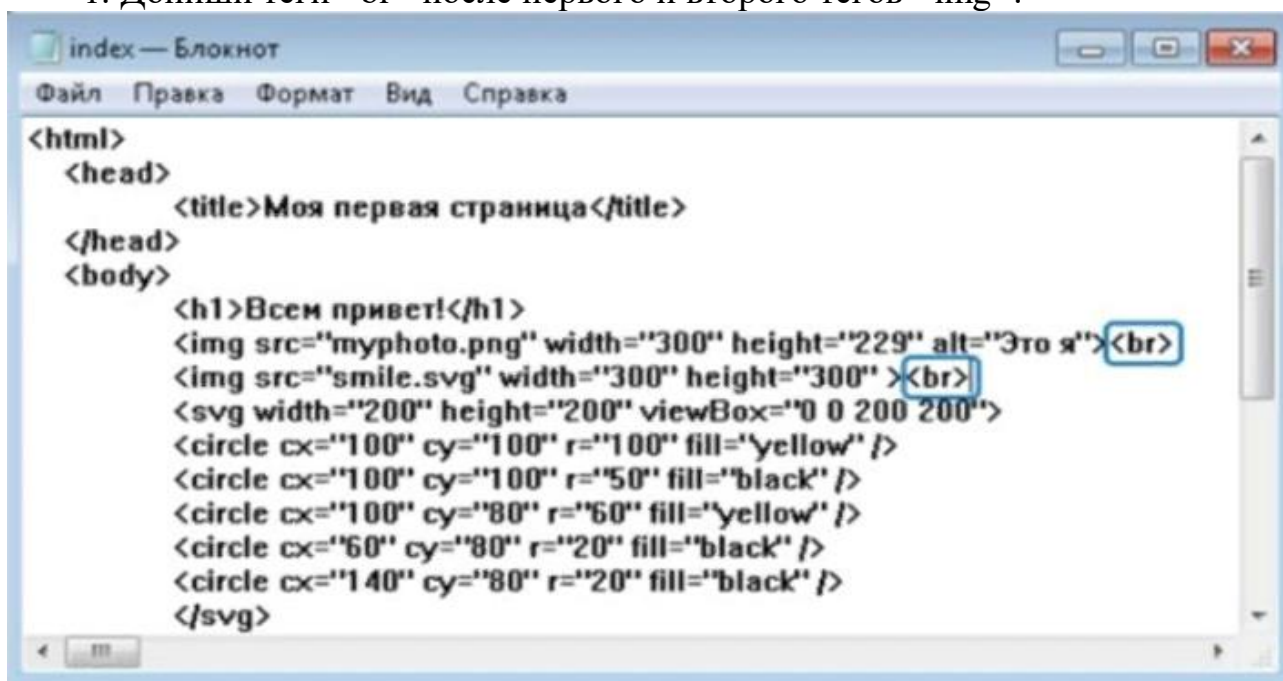 index — Блокнот
Файл Правка Формат Вид Справка
<html>
<head>
<title>Моя первая страница</title>
</head>
<body>
<h1>Всем привет!</h1>
<img src="myphoto.png" width="300" height="229" alt="Это я"><br>
<img src="smile.svg" width="300" height="300" ><br>
<svg width="200" height="200" viewBox="0 0 200 200">
<circle cx="100" cy="100" r="100" fill="yellow" />
<circle cx="100" cy="100" r="50" fill="black" />
<circle cx="100" cy="80" r="60" fill="yellow" />
<circle cx="60" cy="80" r="20" fill="black" />
<circle cx="140" cy="80" r="20" fill="black" />
</svg>